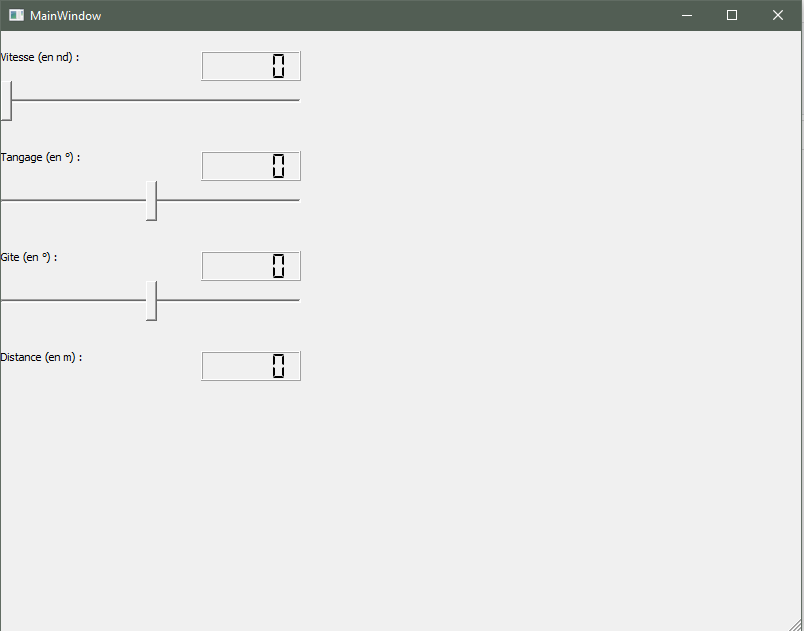 MainWindow
Vitesse (en nd) :
0
Tangage (en °) :
0
Gite (en °) :
0
Distance (en m) :
0